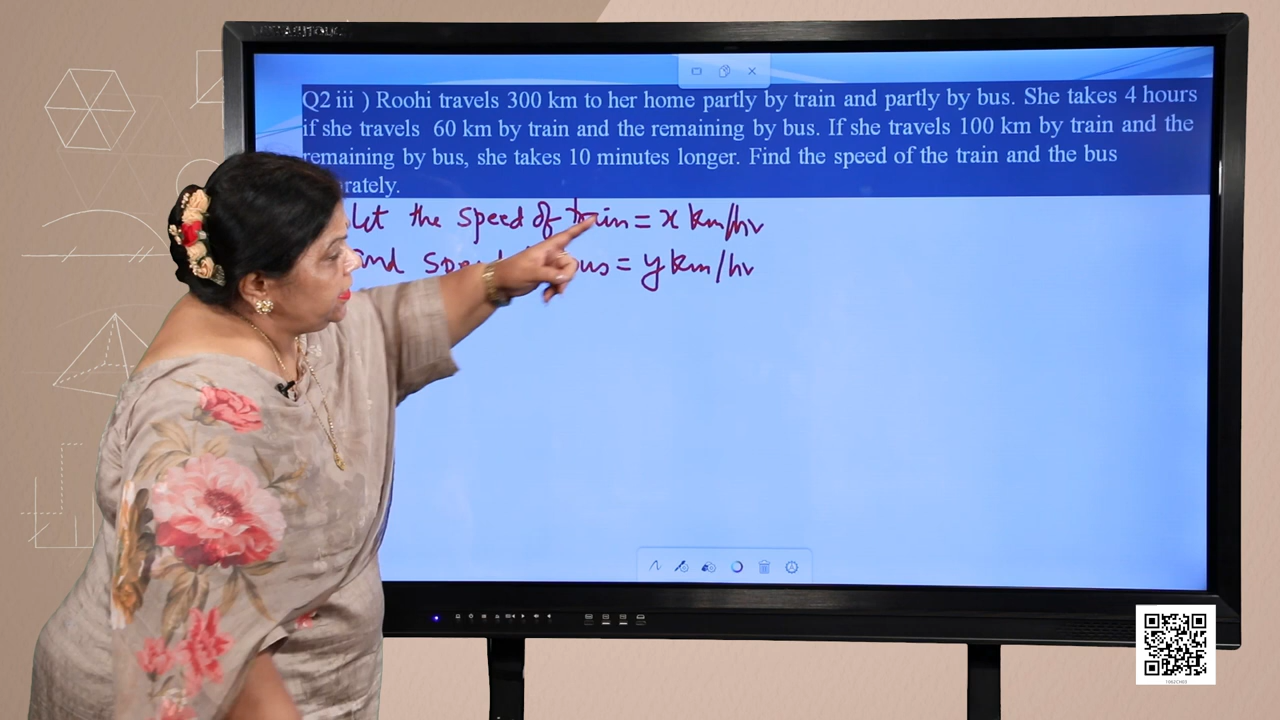 Q2 iii ) Roohi travels 300 km to her home partly by train and partly by bus. She takes 4 hours
if she travels 60 km by train and the remaining by bus. If she travels 100 km by train and the
remaining by bus, she takes 10 minutes longer. Find the speed of the train and the bus
rately.
let the speed of train = x km/hr
and speed bus = y km/hr